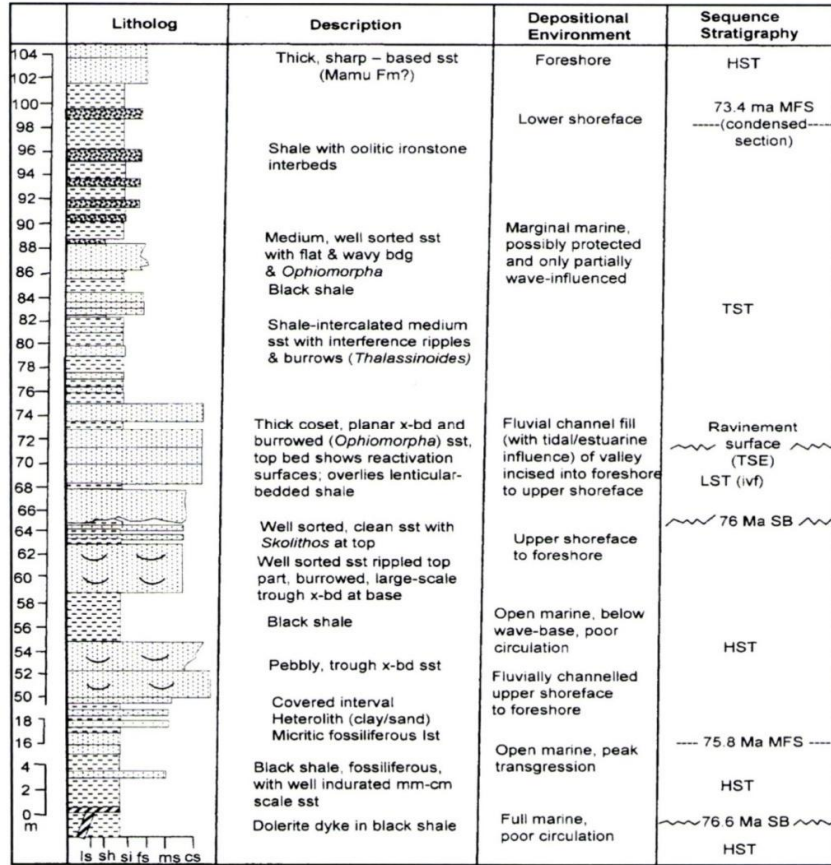 Litholog
Description
Depositional
Environment
Sequence
Stratigraphy
104
102
100
98
96
94
92
90
88
86
84
82
80
78
76
74
72
70
68
66
64
62
60
58
56
54
52
50
18
16
4
2
0
m
ls sh si fs ms cs
Thick, sharp – based sst
(Mamu Fm?)
Shale with oolitic ironstone
interbeds
Medium, well sorted sst
with flat & wavy bdg
& Ophiomorpha
Black shale
Shale-intercalated medium
sst with interference ripples
& burrows (Thalassinoides)
Thick coset, planar x-bd and
burrowed (Ophiomorpha) sst,
top bed shows reactivation
surfaces; overlies lenticular-
bedded shale
Well sorted, clean sst with
Skolithos at top
Well sorted sst rippled top
part, burrowed, large-scale
trough x-bd at base
Black shale
Pebbly, trough x-bd sst
Covered interval
Heterolith (clay/sand)
Micritic fossiliferous lst
Black shale, fossiliferous,
with well indurated mm-cm
scale sst
Dolerite dyke in black shale
Foreshore
Lower shoreface
Marginal marine,
possibly protected
and only partially
wave-influenced
Fluvial channel fill
(with tidal/estuarine
influence) of valley
incised into foreshore
to upper shoreface
Upper shoreface
to foreshore
Open marine, below
wave-base, poor
circulation
Fluvially channelled
upper shoreface
to foreshore
Open marine, peak
transgression
Full marine,
poor circulation
HST
73.4 ma MFS
(condensed
section)
TST
Ravinement
surface
(TSE)
LST (ivf)
76 Ma SB
HST
75.8 Ma MFS
HST
76.6 Ma SB
HST